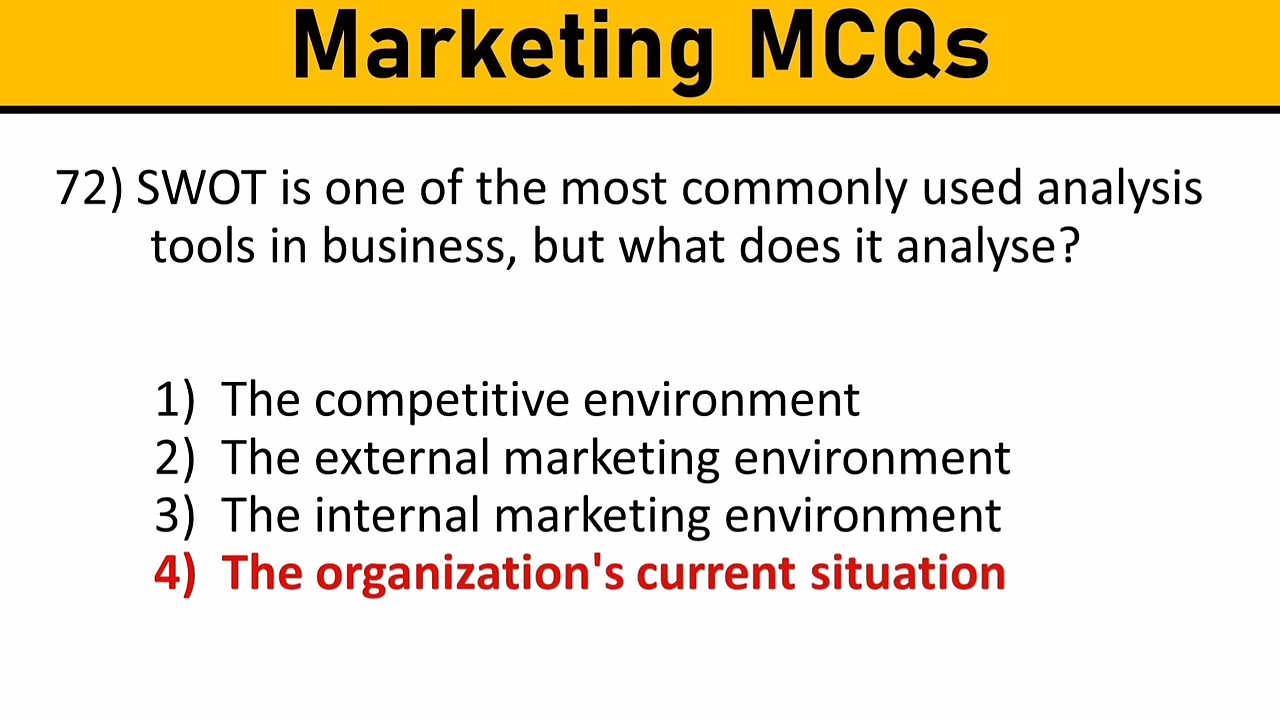 Marketing MCQs
72) SWOT is one of the most commonly used analysis
tools in business, but what does it analyse?
1) The competitive environment
2) The external marketing environment
3) The internal marketing environment
4) The organization's current situation